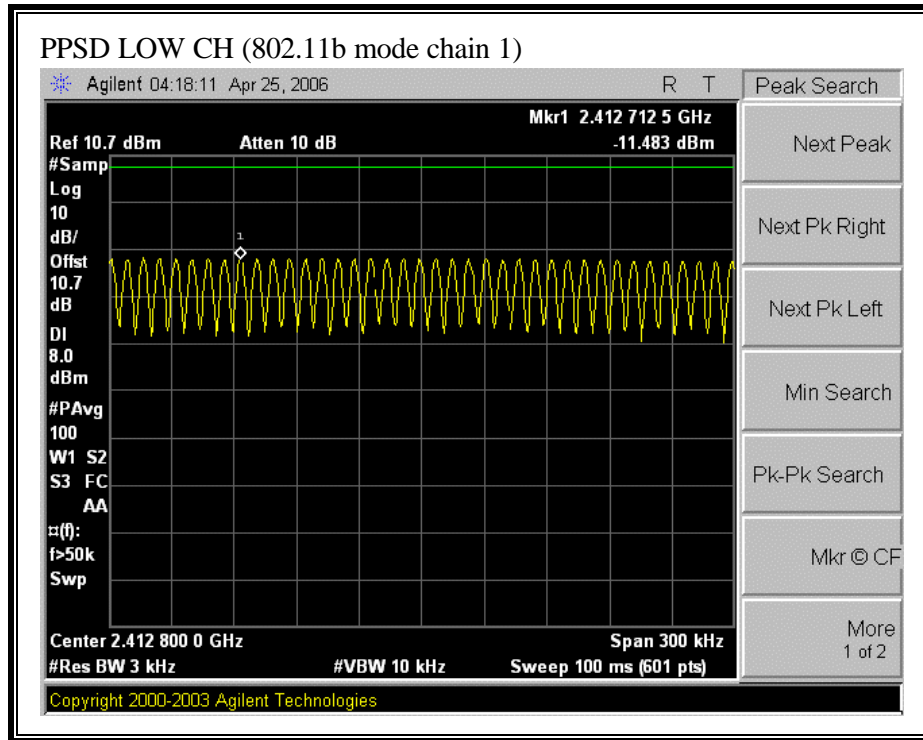 PPSD LOW CH (802.11b mode chain 1)
Agilent 04:18:11 Apr 25, 2006 R T
Peak Search
Mkr1 2.412 712 5 GHz
Ref 10.7 dBm Atten 10 dB -11.483 dBm
#Samp
Log
10
dB/
Offst
10.7
dB
DI
8.0
dBm
#PAvg
100
W1 S2
S3 FC
AA
¤(f):
f>50k
Swp
1
Center 2.412 800 0 GHz Span 300 kHz
#Res BW 3 kHz #VBW 10 kHz Sweep 100 ms (601 pts)
Copyright 2000-2003 Agilent Technologies
Next Peak
Next Pk Right
Next Pk Left
Min Search
Pk-Pk Search
Mkr © CF
More
1 of 2